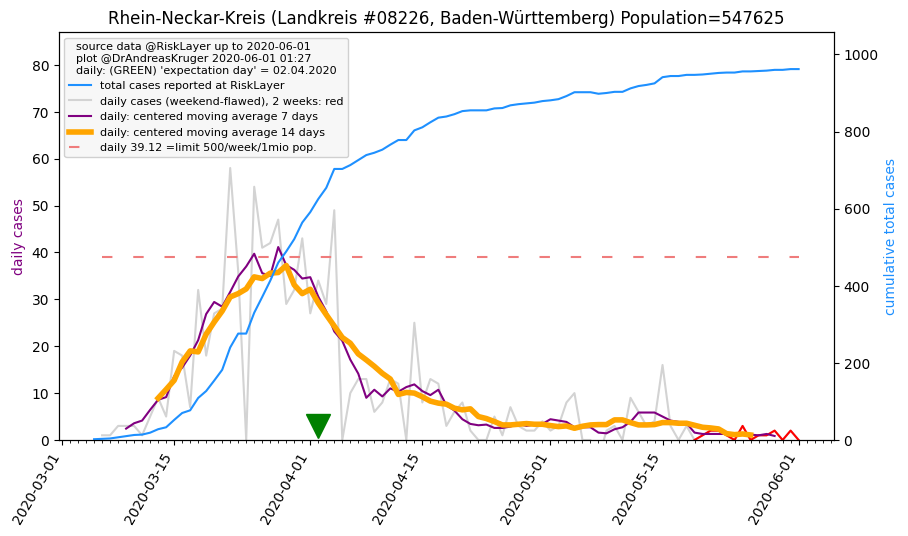 Rhein-Neckar-Kreis (Landkreis #08226, Baden-Württemberg) Population=547625
source data @RiskLayer up to 2020-06-01
plot @DrAndreasKruger 2020-06-01 01:27
daily: (GREEN) 'expectation day' = 02.04.2020
total cases reported at RiskLayer
daily cases (weekend-flawed), 2 weeks: red
daily: centered moving average 7 days
daily: centered moving average 14 days
daily 39.12 =limit 500/week/1mio pop.
daily cases
80
70
60
50
40
30
20
10
0
1000
800
600
400
200
0
cumulative total cases
2020-03-01
2020-03-15
2020-04-01
2020-04-15
2020-05-01
2020-05-15
2020-06-01